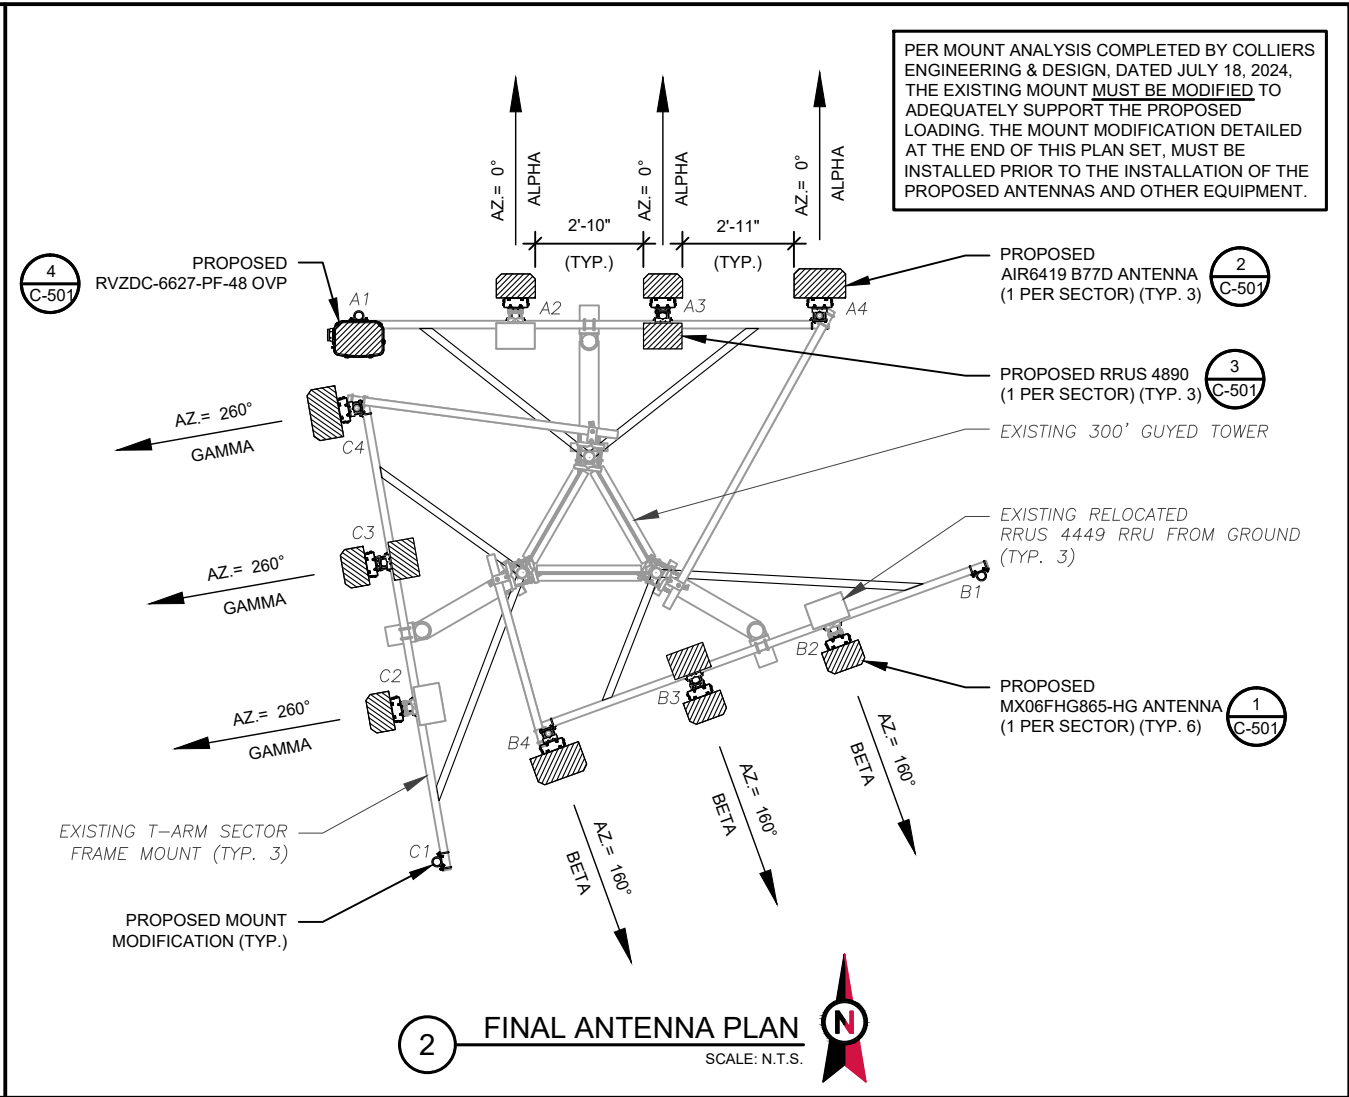 PER MOUNT ANALYSIS COMPLETED BY COLLIERS
ENGINEERING & DESIGN, DATED JULY 18, 2024,
THE EXISTING MOUNT MUST BE MODIFIED TO
ADEQUATELY SUPPORT THE PROPOSED
LOADING. THE MOUNT MODIFICATION DETAILED
AT THE END OF THIS PLAN SET, MUST BE
INSTALLED PRIOR TO THE INSTALLATION OF THE
PROPOSED ANTENNAS AND OTHER EQUIPMENT.
AZ.= 0°
ALPHA
AZ.= 0°
ALPHA
AZ.= 0°
ALPHA
2'-10"
(TYP.)
2'-11"
(TYP.)
4
C-501
PROPOSED
RVZDC-6627-PF-48 OVP
A1
A2
A3
A4
PROPOSED
AIR6419 B77D ANTENNA
(1 PER SECTOR) (TYP. 3)
2
C-501
PROPOSED RRUS 4890
(1 PER SECTOR) (TYP. 3)
3
C-501
EXISTING 300' GUYED TOWER
EXISTING RELOCATED
RRUS 4449 RRU FROM GROUND
(TYP. 3)
AZ.= 260°
GAMMA
C4
AZ.= 260°
GAMMA
C3
AZ.= 260°
GAMMA
C2
C1
B1
B2
B3
B4
PROPOSED
MX06FHG865-HG ANTENNA
(1 PER SECTOR) (TYP. 6)
1
C-501
AZ.= 160°
BETA
AZ.= 160°
BETA
AZ.= 160°
BETA
EXISTING T-ARM SECTOR
FRAME MOUNT (TYP. 3)
PROPOSED MOUNT
MODIFICATION (TYP.)
2
FINAL ANTENNA PLAN
SCALE: N.T.S.
N